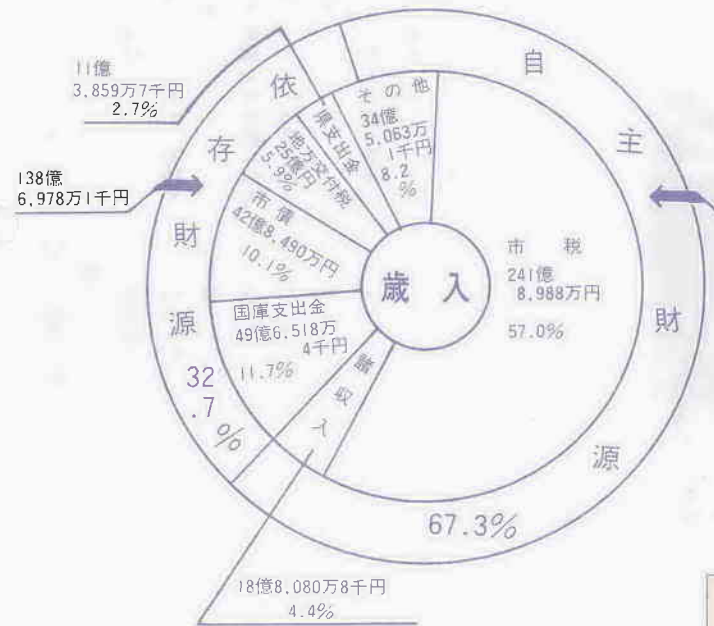 歳入
自主財源
67.3%
市税
241億
8,988万円
57.0%
諸収入
18億8,080万8千円
4.4%
依存財源
32
.7
%
138億
6,978万1千円
国庫支出金
49億6,518万
4千円
11.7%
市債
42億8,490万円
10.1%
地方交付税
25億円
5.9%
県支出金
11億
3,859万7千円
2.7%
その他
34億
5,063万
1千円
8.2
%